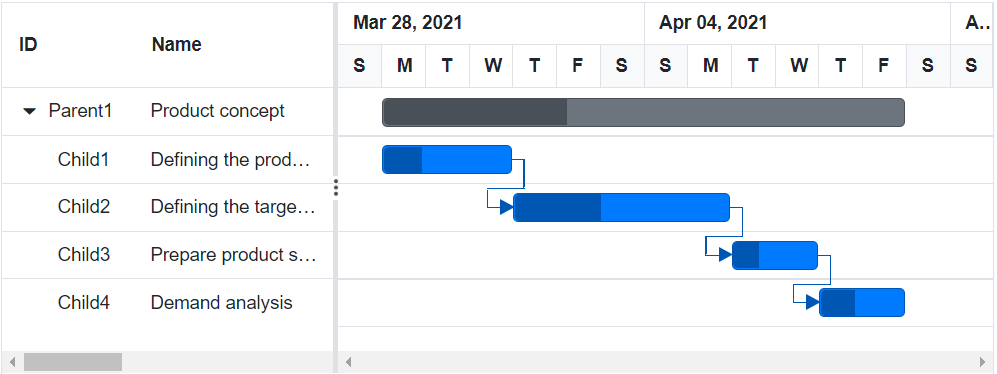 ID Name Mar 28, 2021 Apr 04, 2021 A..
S M T W T F S S M T W T F S S
Parent1 Product concept
Child1 Defining the prod...
Child2 Defining the targe...
Child3 Prepare product s...
Child4 Demand analysis